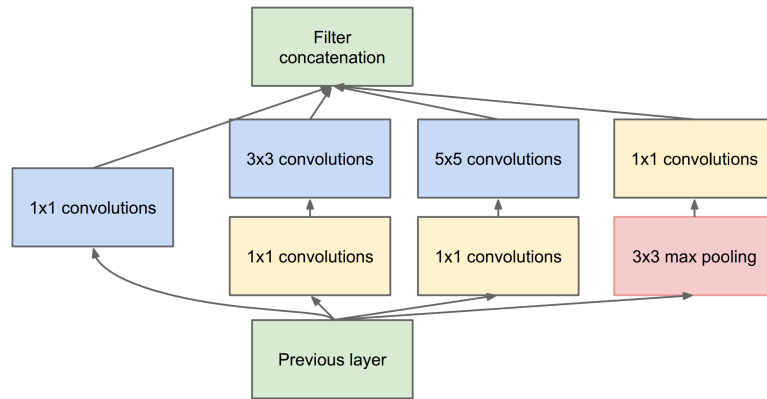 Filter
concatenation
3x3 convolutions
5x5 convolutions
1x1 convolutions
1x1 convolutions
1x1 convolutions
1x1 convolutions
3x3 max pooling
Previous layer